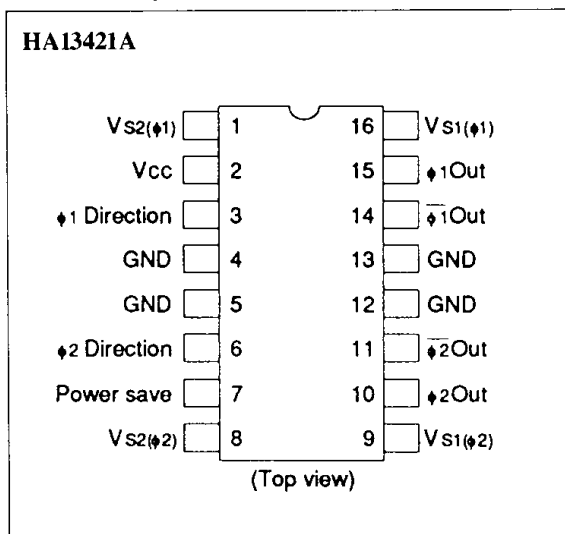 HA13421A
VS2(ϕ1) 1 16 VS1(ϕ1)
Vcc 2 15 ϕ1Out
ϕ1 Direction 3 14 ϕ̅1Out
GND 4 13 GND
GND 5 12 GND
ϕ2 Direction 6 11 ϕ̅2Out
Power save 7 10 ϕ2Out
VS2(ϕ2) 8 9 VS1(ϕ2)
(Top view)